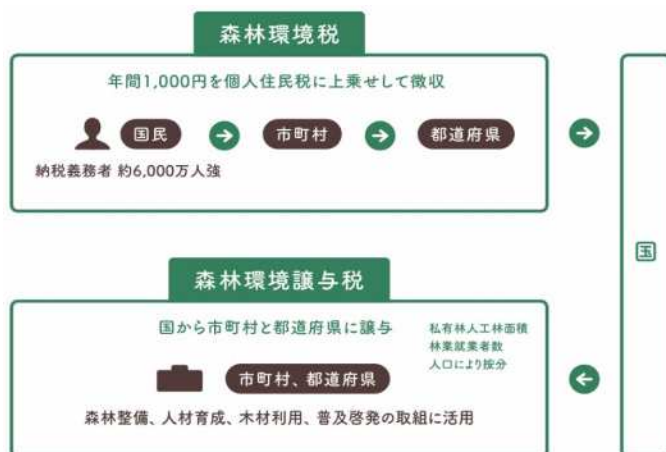 森林環境税
年間1,000円を個人住民税に上乗せして徴収
国民
市町村
都道府県
納税義務者 約6,000万人強
国
森林環境譲与税
国から市町村と都道府県に譲与
私有林人工林面積
林業就業者数
人口により按分
市町村、都道府県
森林整備、人材育成、木材利用、普及啓発の取組に活用